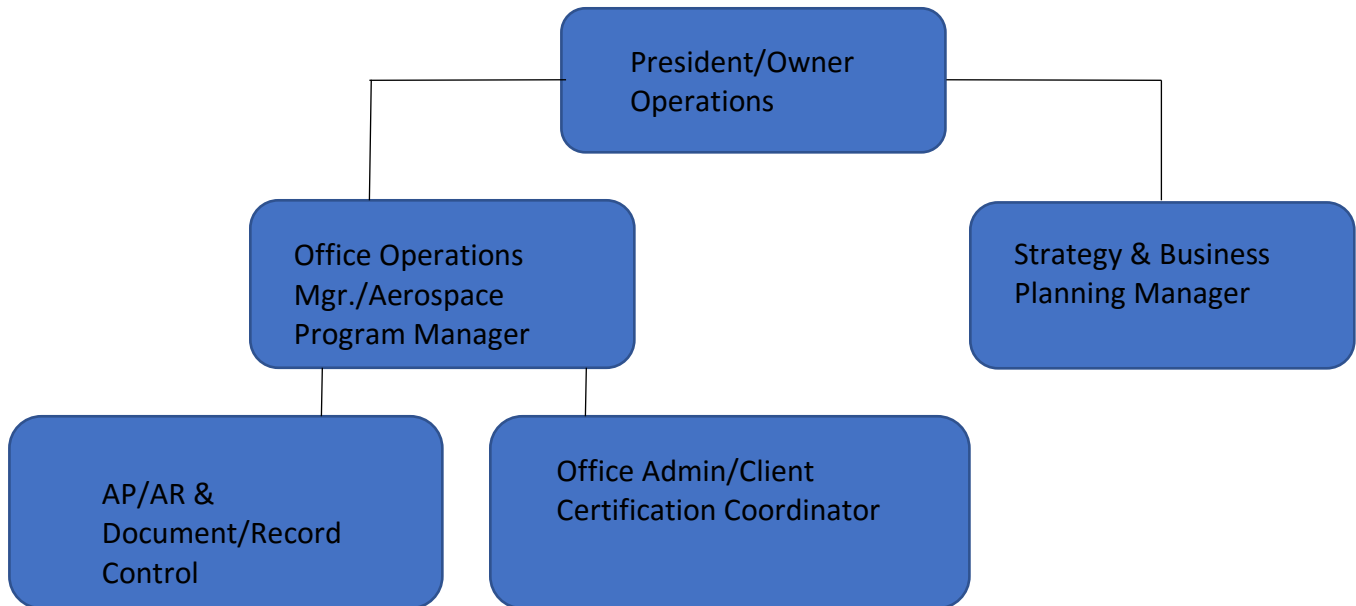 President/Owner
Operations
Office Operations
Mgr./Aerospace
Program Manager
Strategy & Business
Planning Manager
AP/AR &
Document/Record
Control
Office Admin/Client
Certification Coordinator